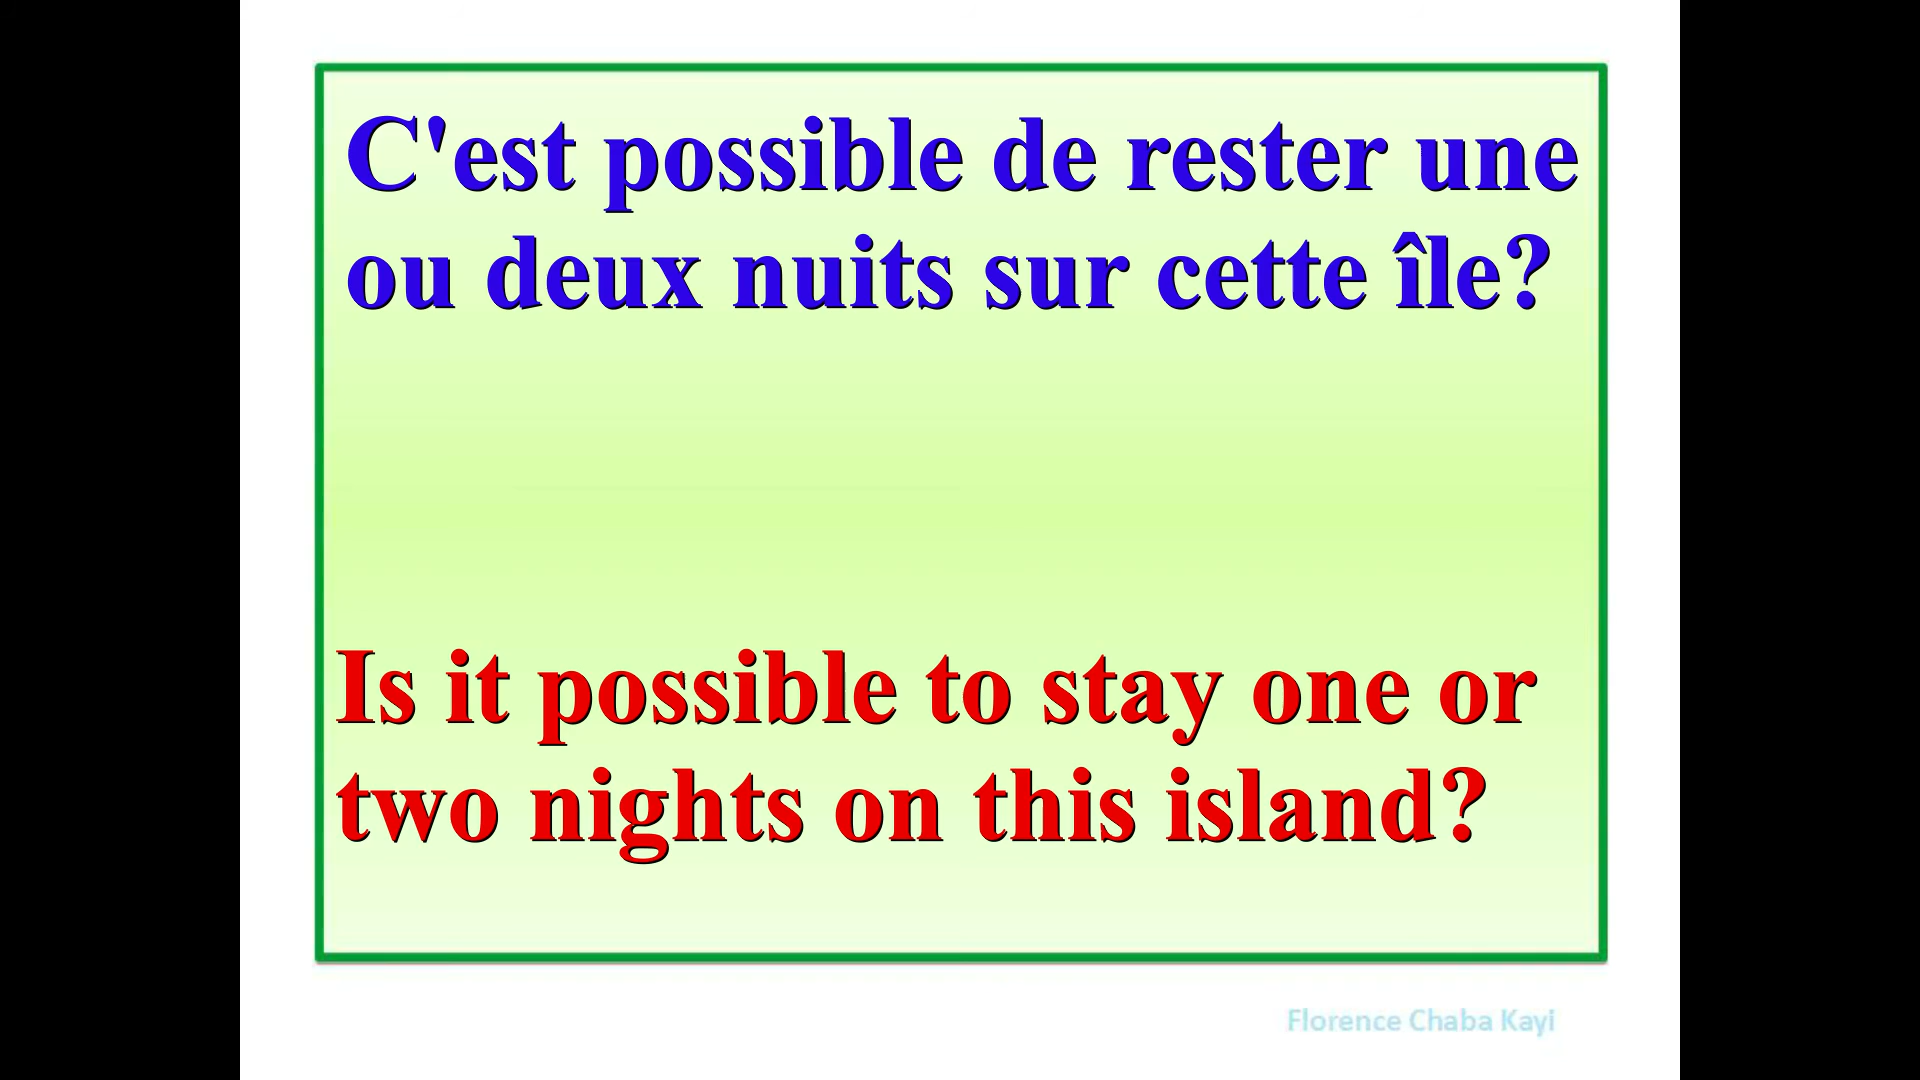 C'est possible de rester une
ou deux nuits sur cette île?
Is it possible to stay one or
two nights on this island?
Florence Chaba Kayi